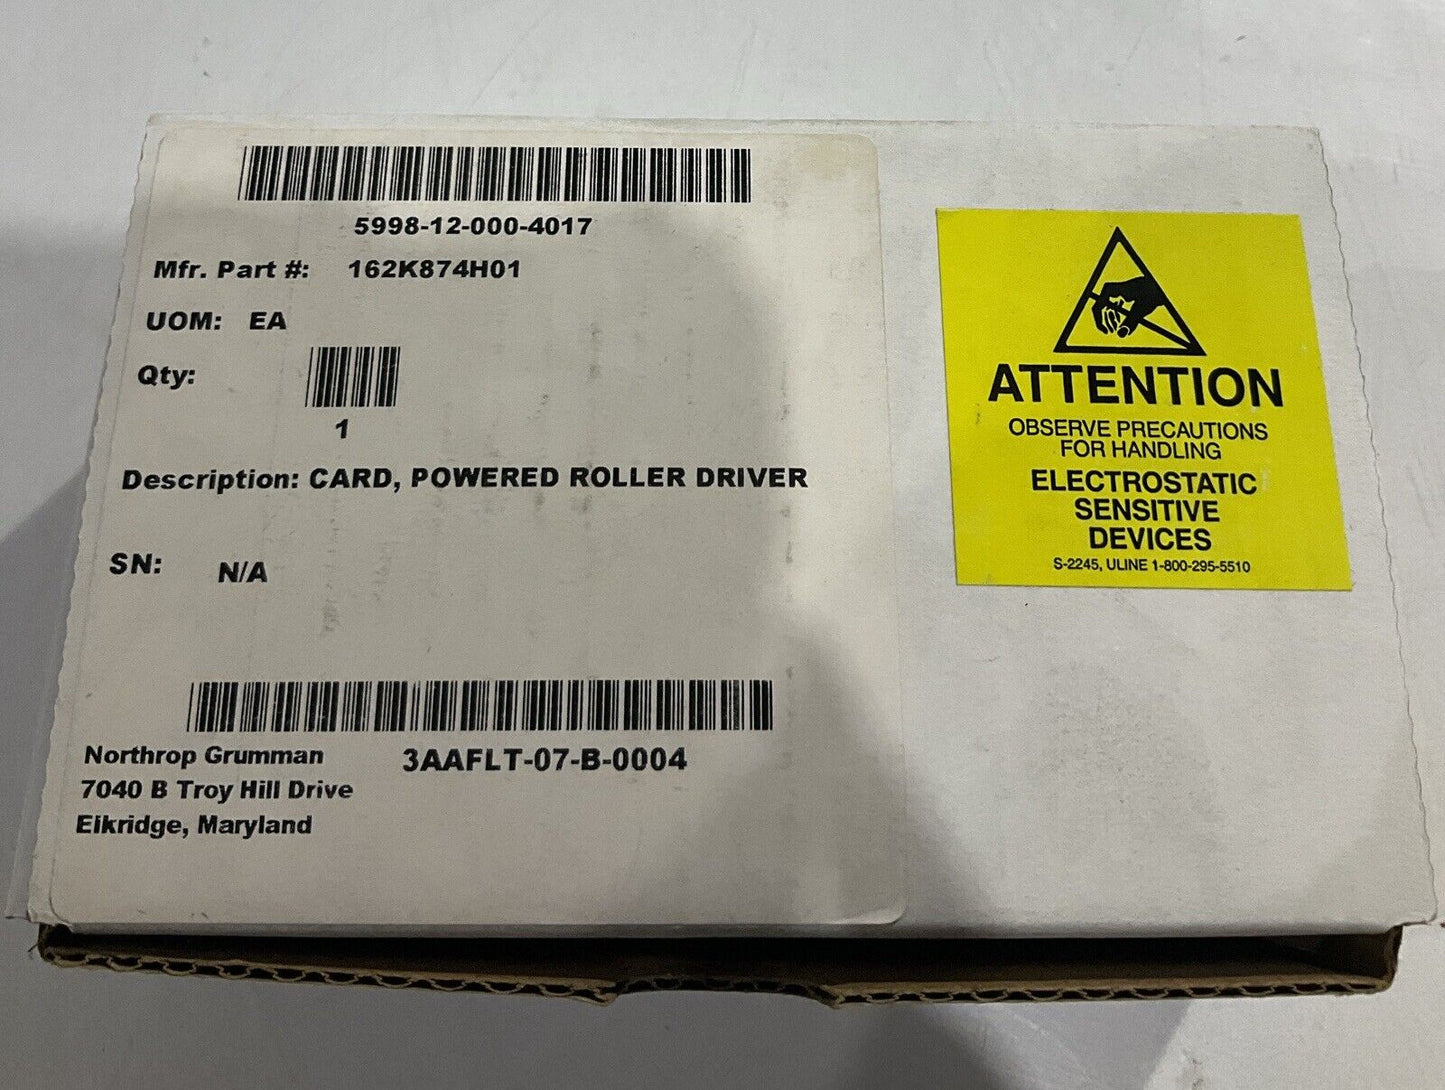 5998-12-000-4017
Mfr. Part #: 162K874H01
UOM: EA
Qty:
1
Description: CARD, POWERED ROLLER DRIVER
SN: N/A
3AAFLT-07-B-0004
Northrop Grumman
7040 B Troy Hill Drive
Elkridge, Maryland
ATTENTION
OBSERVE PRECAUTIONS
FOR HANDLING
ELECTROSTATIC
SENSITIVE
DEVICES
S-2245, ULINE 1-800-295-5510